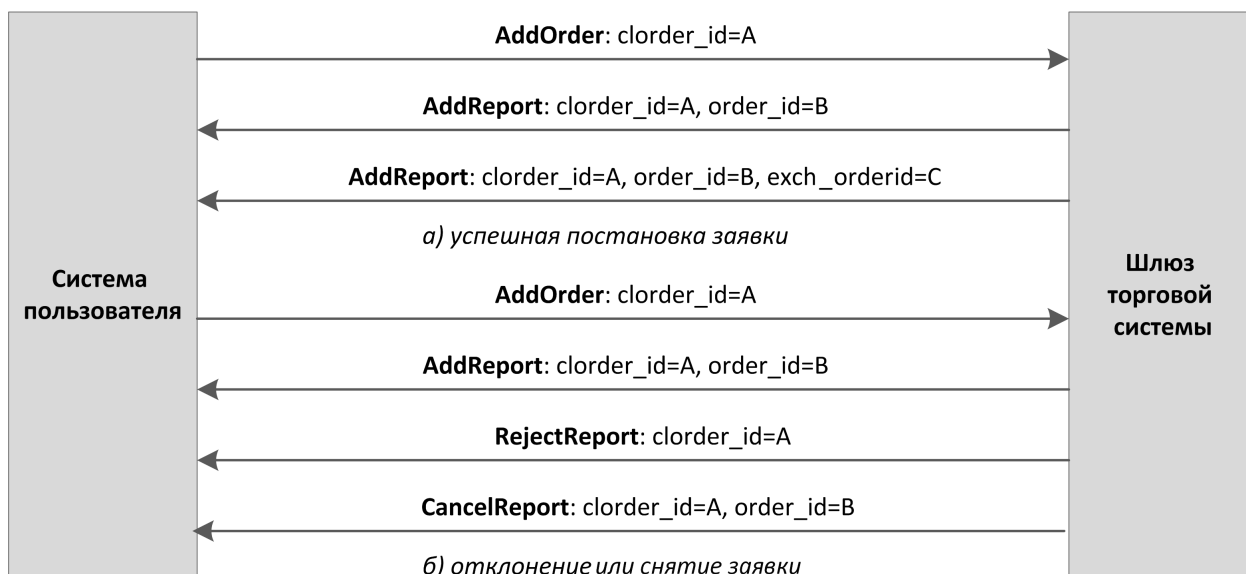 AddOrder: clorder_id=A
AddReport: clorder_id=A, order_id=B
AddReport: clorder_id=A, order_id=B, exch_orderid=C
а) успешная постановка заявки
Система
пользователя
Шлюз
торговой
системы
AddOrder: clorder_id=A
AddReport: clorder_id=A, order_id=B
RejectReport: clorder_id=A
CancelReport: clorder_id=A, order_id=B
б) отклонение или снятие заявки